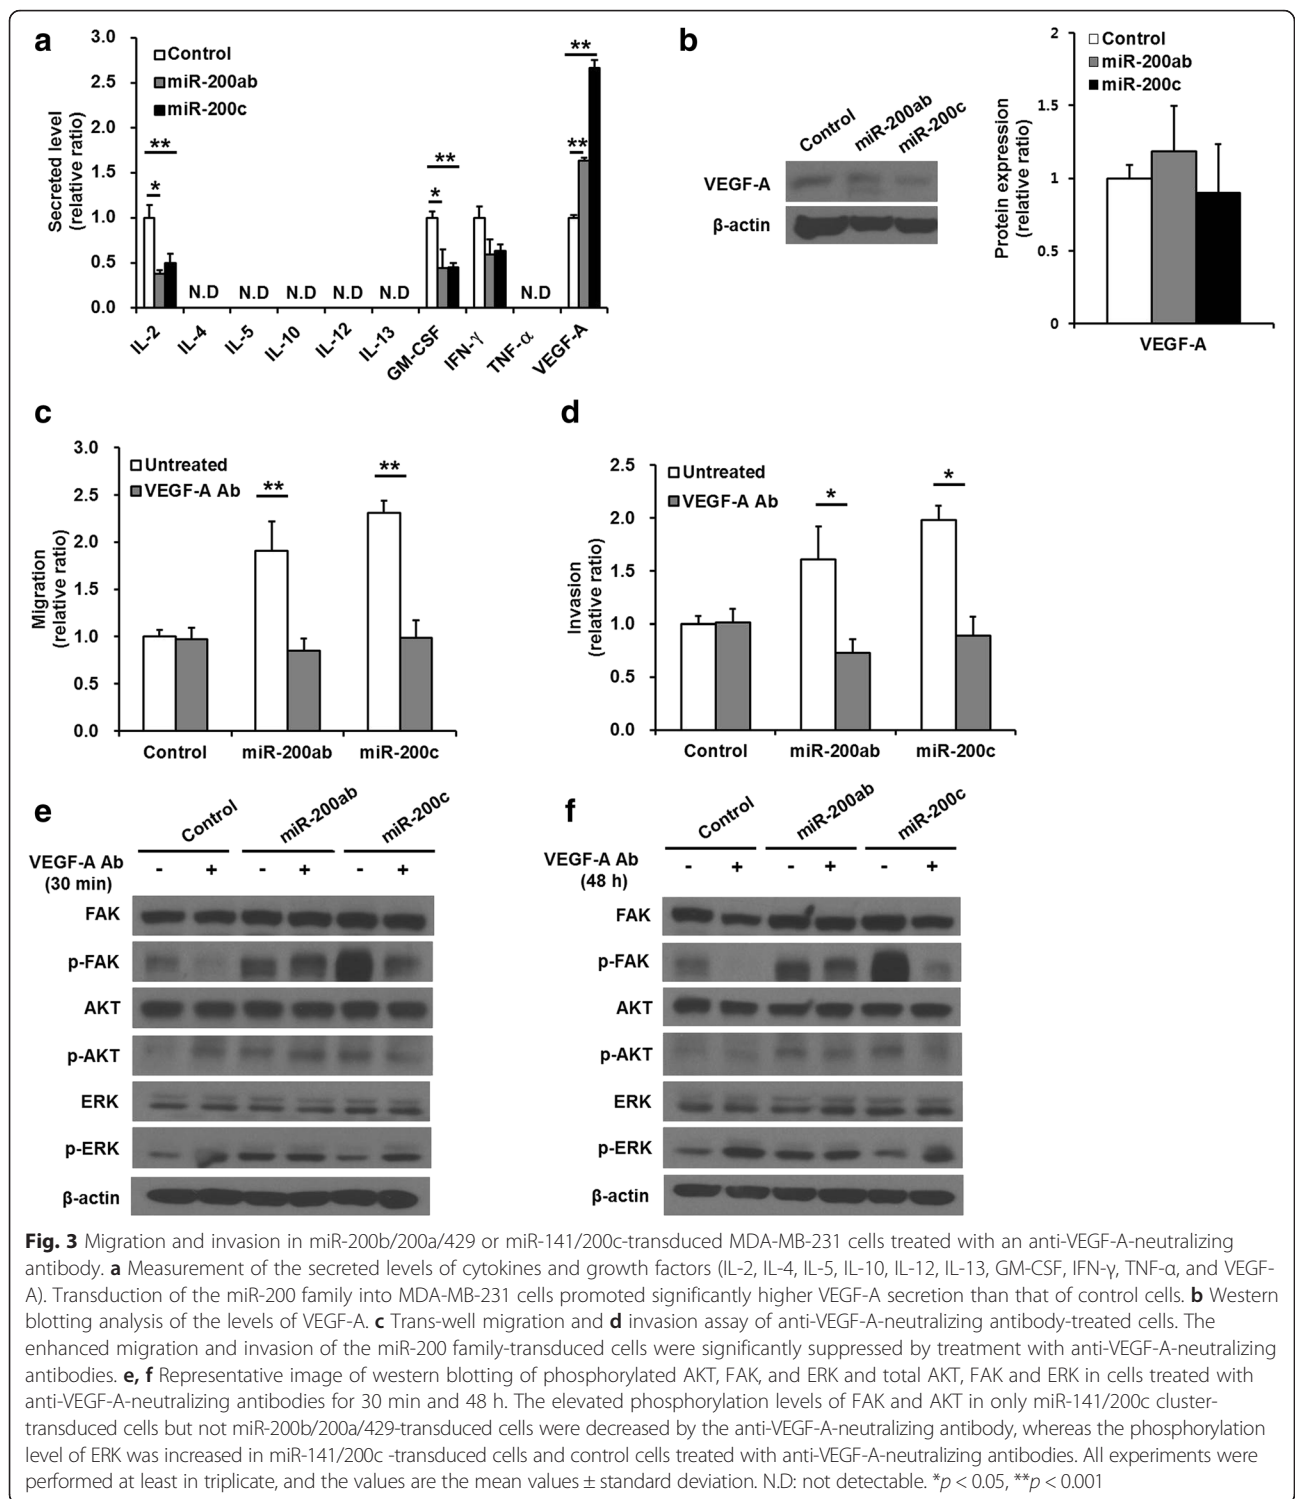 a
3.0
2.5
2.0
1.5
1.0
0.5
0.0
Secreted level
(relative ratio)
Control
miR-200ab
miR-200c
**
*
**
*
**
**
N.D N.D N.D N.D N.D N.D
IL-2 IL-4 IL-5 IL-10 IL-12 IL-13 GM-CSF IFN-γ TNF-α VEGF-A
b
Control miR-200ab miR-200c
VEGF-A
β-actin
2
1.5
1
0.5
0
Protein expression
(relative ratio)
Control
miR-200ab
miR-200c
VEGF-A
c
3.0
2.5
2.0
1.5
1.0
0.5
0.0
Migration
(relative ratio)
Untreated
VEGF-A Ab
**
**
Control miR-200ab miR-200c
d
2.5
2.0
1.5
1.0
0.5
0.0
Invasion
(relative ratio)
Untreated
VEGF-A Ab
*
*
Control miR-200ab miR-200c
e
Control miR-200ab miR-200c
VEGF-A Ab
(30 min)
- + - + - +
FAK
p-FAK
AKT
p-AKT
ERK
p-ERK
β-actin
f
Control miR-200ab miR-200c
VEGF-A Ab
(48 h)
- + - + - +
FAK
p-FAK
AKT
p-AKT
ERK
p-ERK
β-actin
Fig. 3 Migration and invasion in miR-200b/200a/429 or miR-141/200c-transduced MDA-MB-231 cells treated with an anti-VEGF-A-neutralizing
antibody. a Measurement of the secreted levels of cytokines and growth factors (IL-2, IL-4, IL-5, IL-10, IL-12, IL-13, GM-CSF, IFN-γ, TNF-α, and VEGF-
A). Transduction of the miR-200 family into MDA-MB-231 cells promoted significantly higher VEGF-A secretion than that of control cells. b Western
blotting analysis of the levels of VEGF-A. c Trans-well migration and d invasion assay of anti-VEGF-A-neutralizing antibody-treated cells. The
enhanced migration and invasion of the miR-200 family-transduced cells were significantly suppressed by treatment with anti-VEGF-A-neutralizing
antibodies. e, f Representative image of western blotting of phosphorylated AKT, FAK, and ERK and total AKT, FAK and ERK in cells treated with
anti-VEGF-A-neutralizing antibodies for 30 min and 48 h. The elevated phosphorylation levels of FAK and AKT in only miR-141/200c cluster-
transduced cells but not miR-200b/200a/429-transduced cells were decreased by the anti-VEGF-A-neutralizing antibody, whereas the phosphorylation
level of ERK was increased in miR-141/200c -transduced cells and control cells treated with anti-VEGF-A-neutralizing antibodies. All experiments were
performed at least in triplicate, and the values are the mean values ± standard deviation. N.D: not detectable. *p < 0.05, **p < 0.001